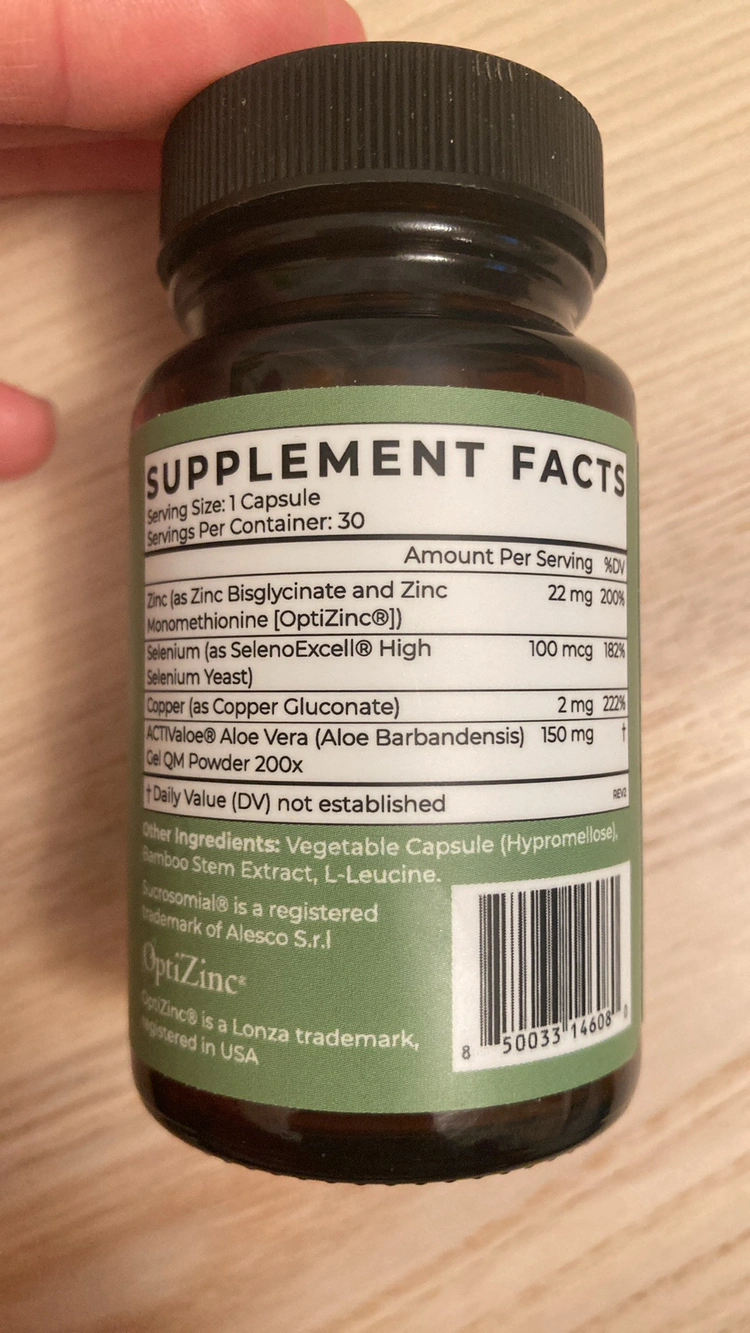 SUPPLEMENT FACTS
Serving Size: 1 Capsule
Servings Per Container: 30
Amount Per Serving %DV
Zinc (as Zinc Bisglycinate and Zinc 22 mg 200%
Monomethionine [OptiZinc®])
Selenium (as SelenoExcell® High 100 mcg 182%
Selenium Yeast)
Copper (as Copper Gluconate) 2 mg 222%
ACTIValoe® Aloe Vera (Aloe Barbandensis) 150 mg †
Gel QM Powder 200x
† Daily Value (DV) not established REV2
Other Ingredients: Vegetable Capsule (Hypromellose),
Bamboo Stem Extract, L-Leucine.
Sucrosomial® is a registered
trademark of Alesco S.r.l
OptiZinc®
OptiZinc® is a Lonza trademark,
registered in USA
8 50033 14608 0